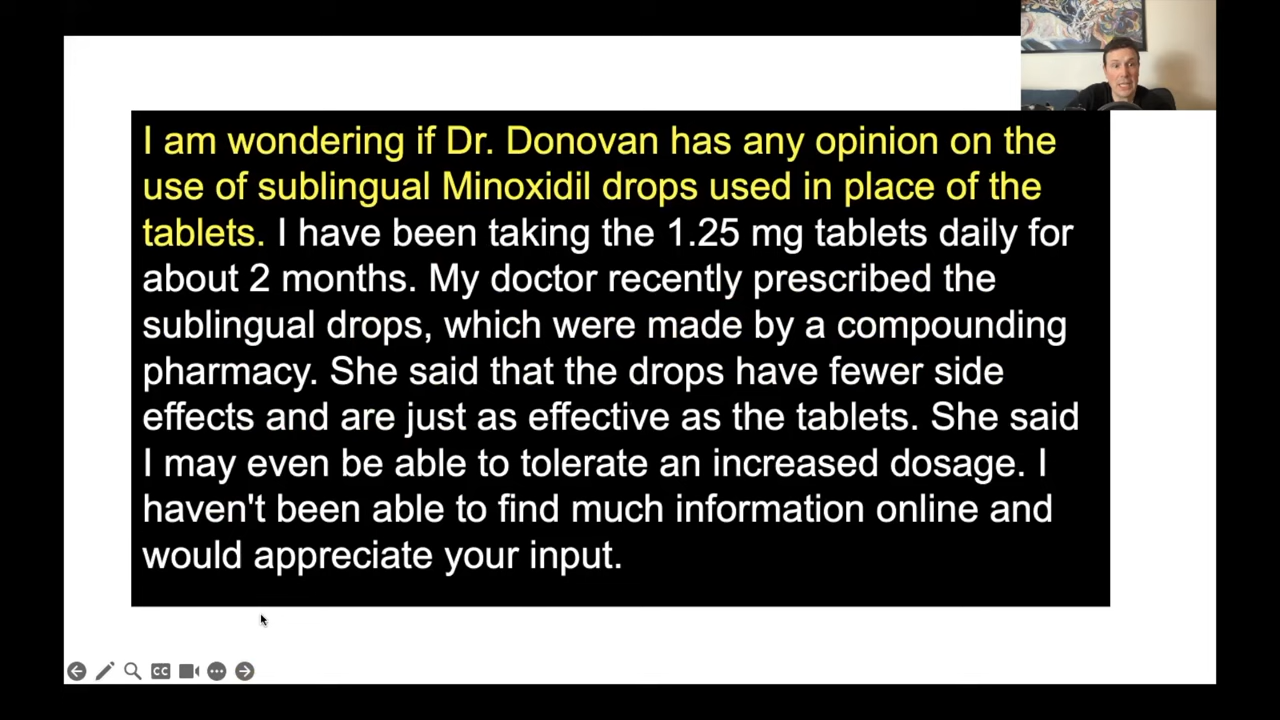 I am wondering if Dr. Donovan has any opinion on the
use of sublingual Minoxidil drops used in place of the
tablets. I have been taking the 1.25 mg tablets daily for
about 2 months. My doctor recently prescribed the
sublingual drops, which were made by a compounding
pharmacy. She said that the drops have fewer side
effects and are just as effective as the tablets. She said
I may even be able to tolerate an increased dosage. I
haven't been able to find much information online and
would appreciate your input.
CC